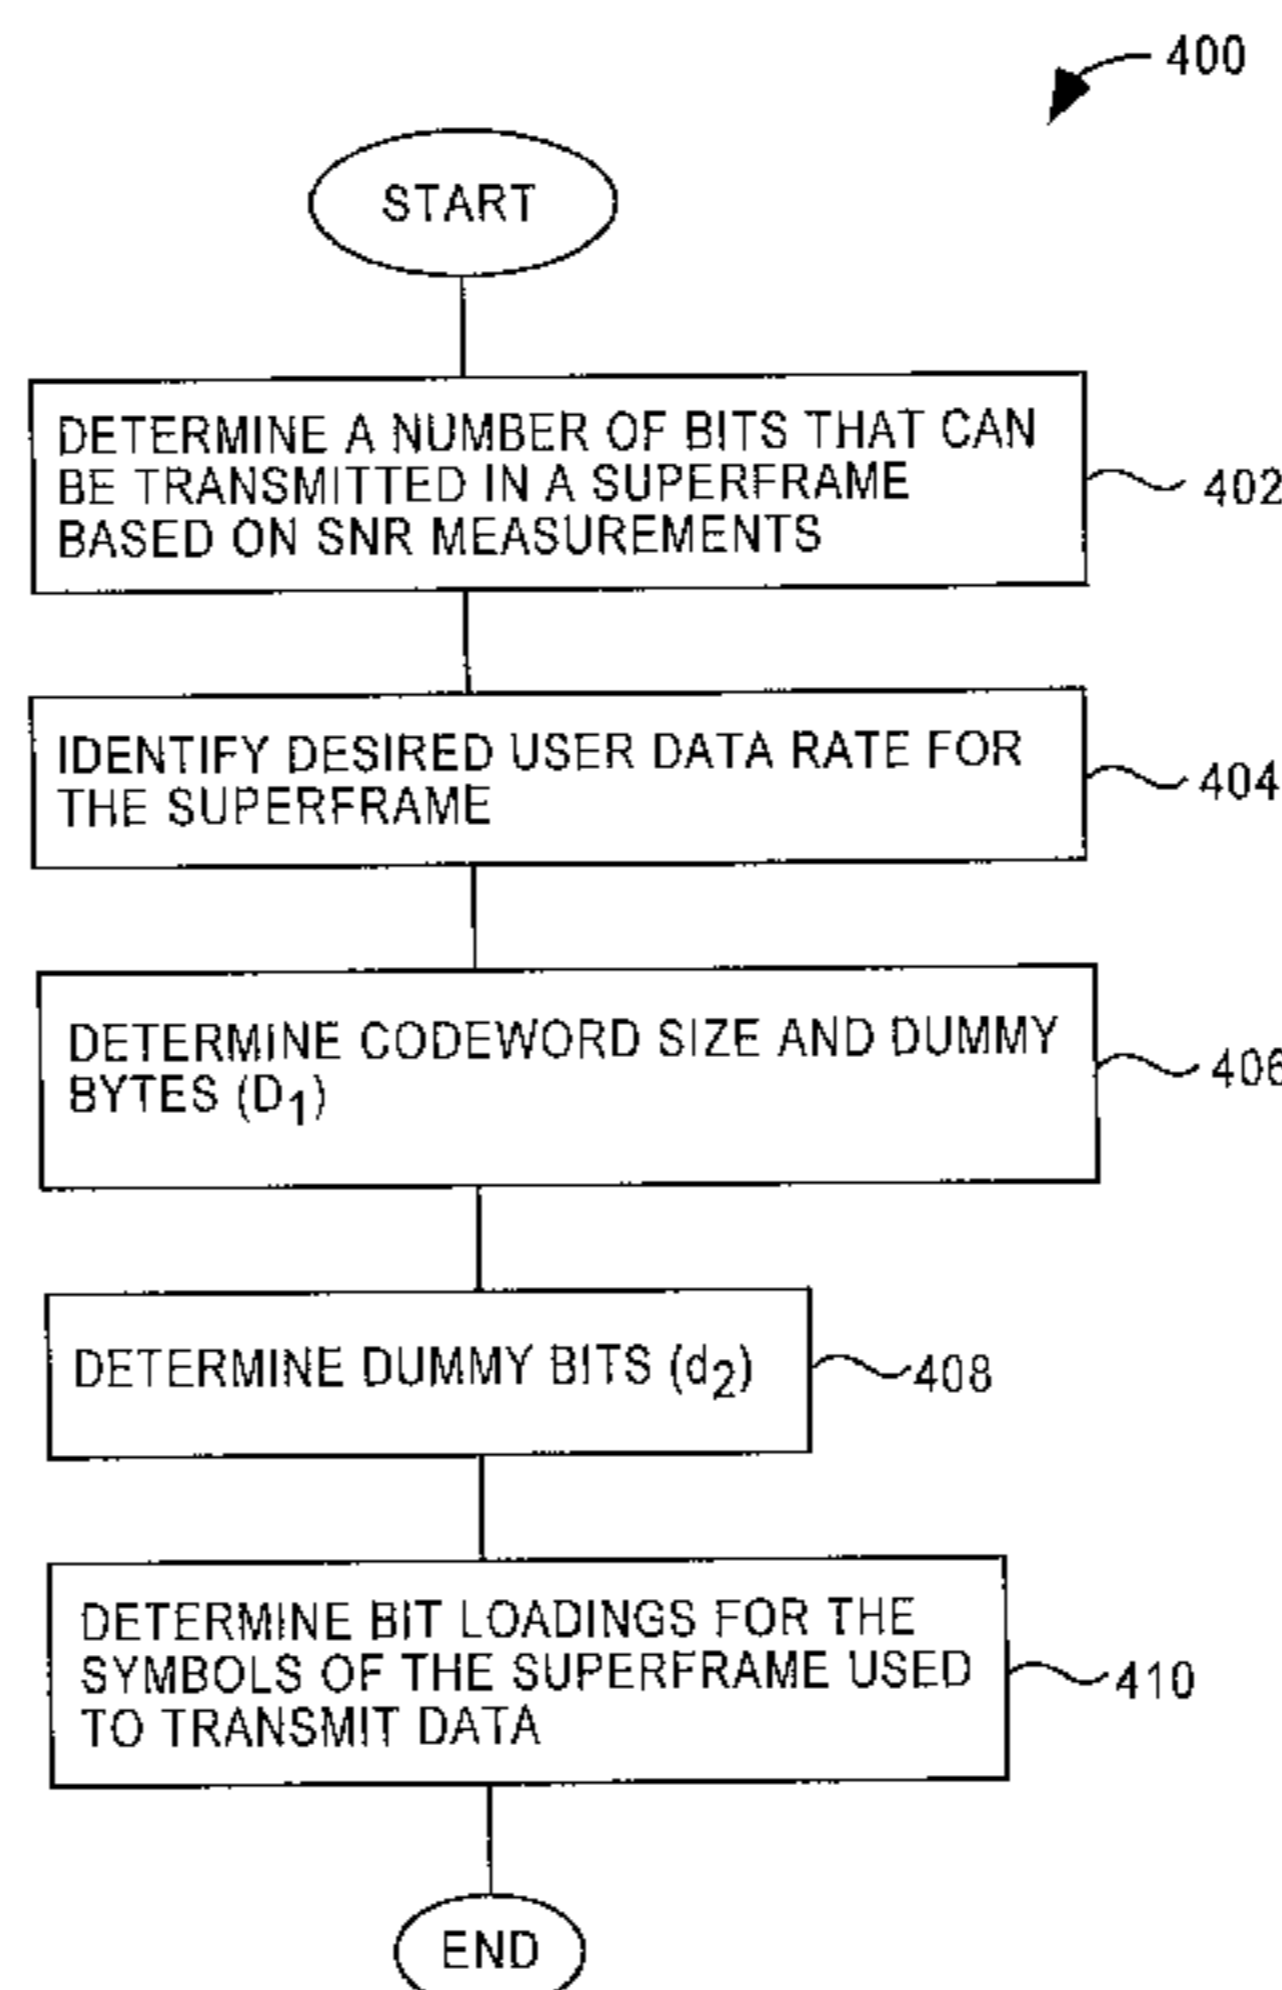 400
START
DETERMINE A NUMBER OF BITS THAT CAN
BE TRANSMITTED IN A SUPERFRAME
BASED ON SNR MEASUREMENTS
402
IDENTIFY DESIRED USER DATA RATE FOR
THE SUPERFRAME
404
DETERMINE CODEWORD SIZE AND DUMMY
BYTES (D₁)
406
DETERMINE DUMMY BITS (d₂)
408
DETERMINE BIT LOADINGS FOR THE
SYMBOLS OF THE SUPERFRAME USED
TO TRANSMIT DATA
410
END